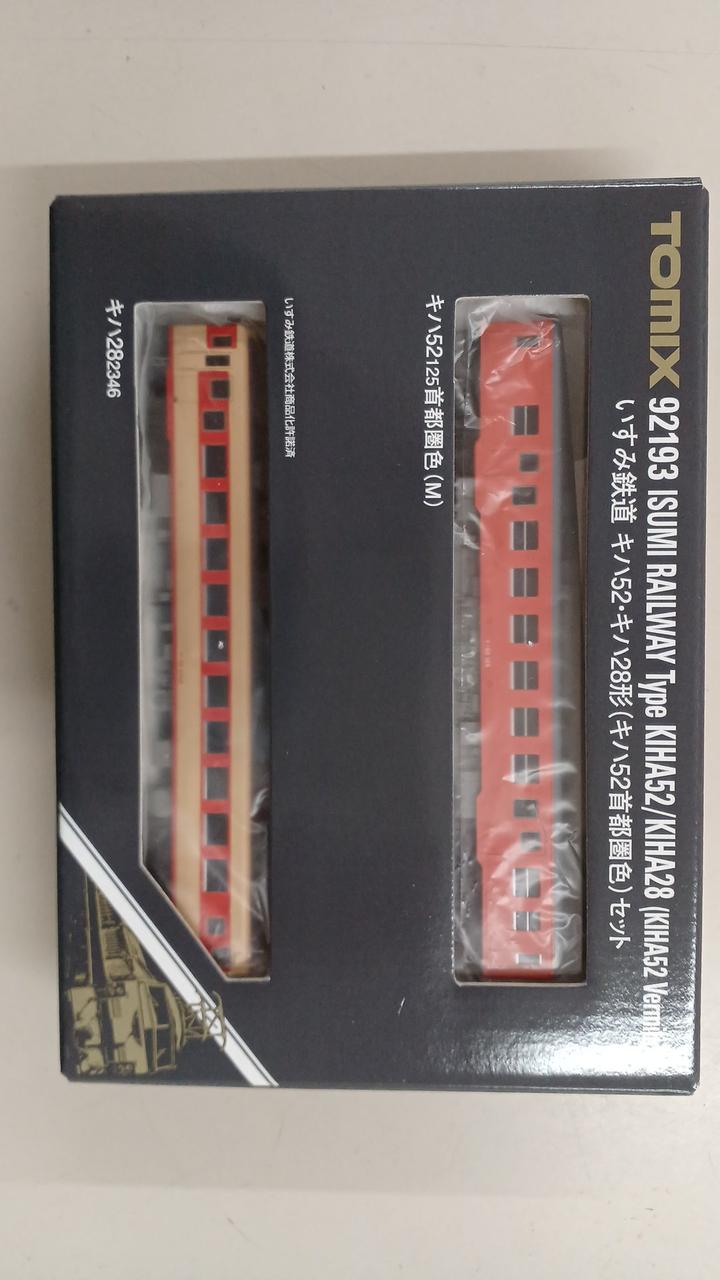 TOMIX 92193 ISUMI RAILWAY Type KIHA52/KIHA28 (KIHA52
いすみ鉄道 キハ52・キハ28形(キハ52首都圏色)セット
キハ52125首都圏色(M)
いすみ鉄道株式会社商品化許諾済
キハ282346